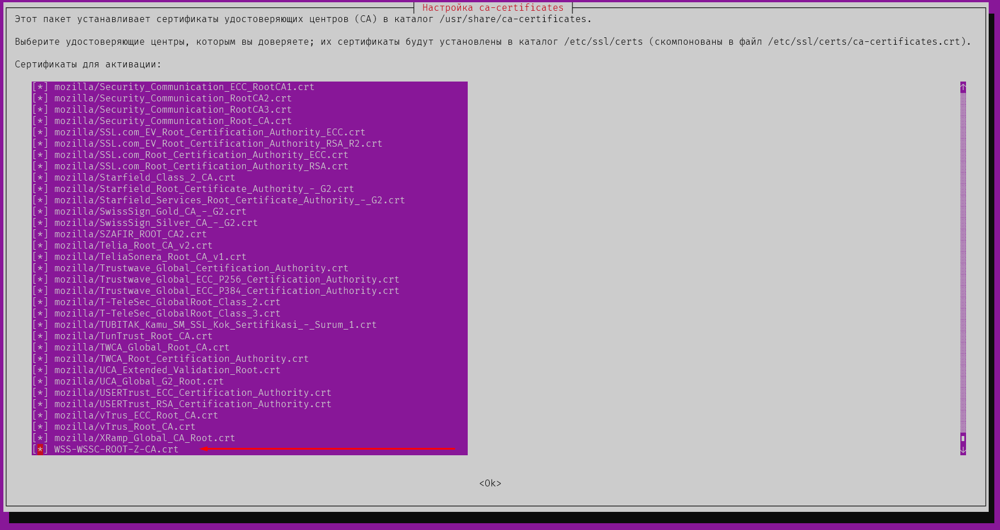 Настройка ca-certificates
Этот пакет устанавливает сертификаты удостоверяющих центров (CA) в каталог /usr/share/ca-certificates.
Выберите удостоверяющие центры, которым вы доверяете; их сертификаты будут установлены в каталог /etc/ssl/certs (скомпонованы в файл /etc/ssl/certs/ca-certificates.crt).
Сертификаты для активации:
[*] mozilla/Security_Communication_ECC_RootCA1.crt
[*] mozilla/Security_Communication_RootCA2.crt
[*] mozilla/Security_Communication_RootCA3.crt
[*] mozilla/Security_Communication_Root_CA.crt
[*] mozilla/SSL.com_EV_Root_Certification_Authority_ECC.crt
[*] mozilla/SSL.com_EV_Root_Certification_Authority_RSA_R2.crt
[*] mozilla/SSL.com_Root_Certification_Authority_ECC.crt
[*] mozilla/SSL.com_Root_Certification_Authority_RSA.crt
[*] mozilla/Starfield_Class_2_CA.crt
[*] mozilla/Starfield_Root_Certificate_Authority_-_G2.crt
[*] mozilla/Starfield_Services_Root_Certificate_Authority_-_G2.crt
[*] mozilla/SwissSign_Gold_CA_-_G2.crt
[*] mozilla/SwissSign_Silver_CA_-_G2.crt
[*] mozilla/SZAFIR_ROOT_CA2.crt
[*] mozilla/Telia_Root_CA_v2.crt
[*] mozilla/TeliaSonera_Root_CA_v1.crt
[*] mozilla/Trustwave_Global_Certification_Authority.crt
[*] mozilla/Trustwave_Global_ECC_P256_Certification_Authority.crt
[*] mozilla/Trustwave_Global_ECC_P384_Certification_Authority.crt
[*] mozilla/T-TeleSec_GlobalRoot_Class_2.crt
[*] mozilla/T-TeleSec_GlobalRoot_Class_3.crt
[*] mozilla/TUBITAK_Kamu_SM_SSL_Kok_Sertifikasi_-_Surum_1.crt
[*] mozilla/TunTrust_Root_CA.crt
[*] mozilla/TWCA_Global_Root_CA.crt
[*] mozilla/TWCA_Root_Certification_Authority.crt
[*] mozilla/UCA_Extended_Validation_Root.crt
[*] mozilla/UCA_Global_G2_Root.crt
[*] mozilla/USERTrust_ECC_Certification_Authority.crt
[*] mozilla/USERTrust_RSA_Certification_Authority.crt
[*] mozilla/vTrus_ECC_Root_CA.crt
[*] mozilla/vTrus_Root_CA.crt
[*] mozilla/XRamp_Global_CA_Root.crt
[*] WSS-WSSC-ROOT-Z-CA.crt
<Ok>